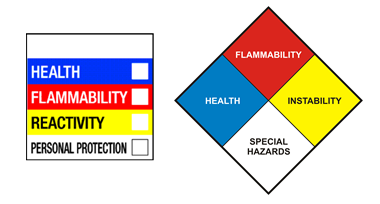 HEALTH
FLAMMABILITY
REACTIVITY
PERSONAL PROTECTION
FLAMMABILITY
HEALTH
INSTABILITY
SPECIAL
HAZARDS